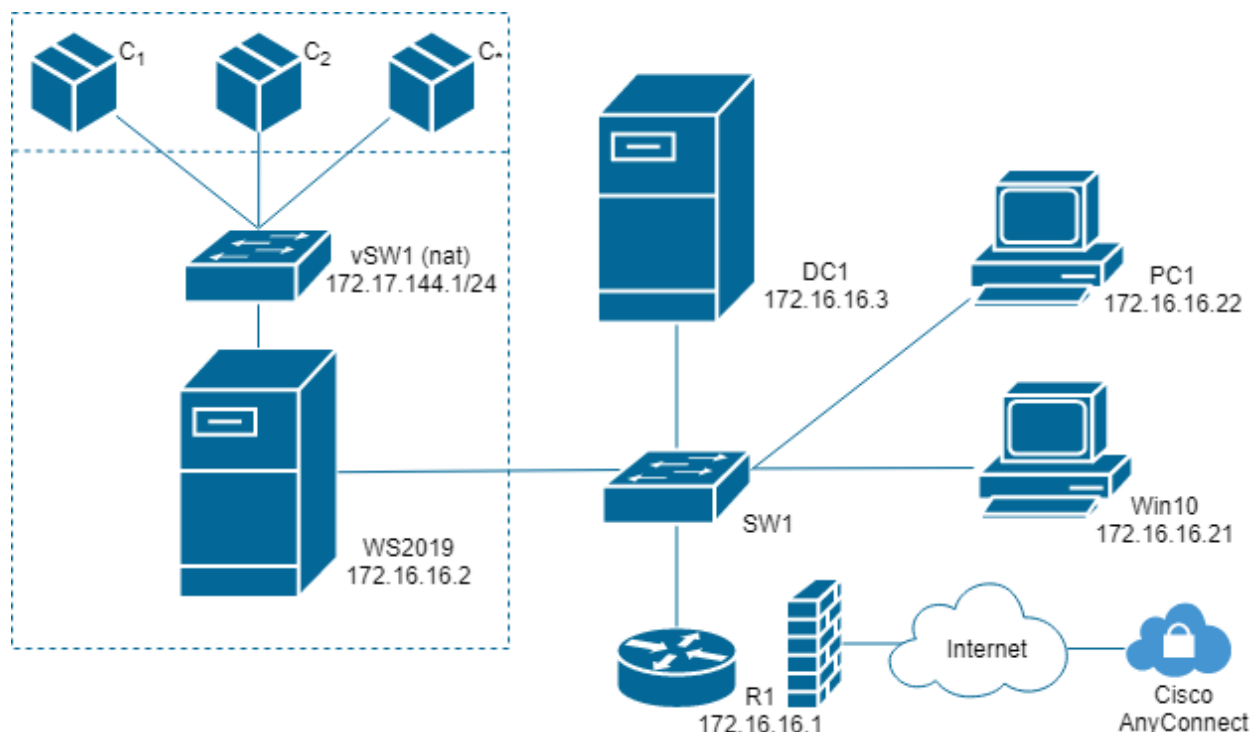 C1
C2
C*
vSW1 (nat)
172.17.144.1/24
DC1
172.16.16.3
PC1
172.16.16.22
WS2019
172.16.16.2
SW1
Win10
172.16.16.21
R1
172.16.16.1
Internet
Cisco
AnyConnect